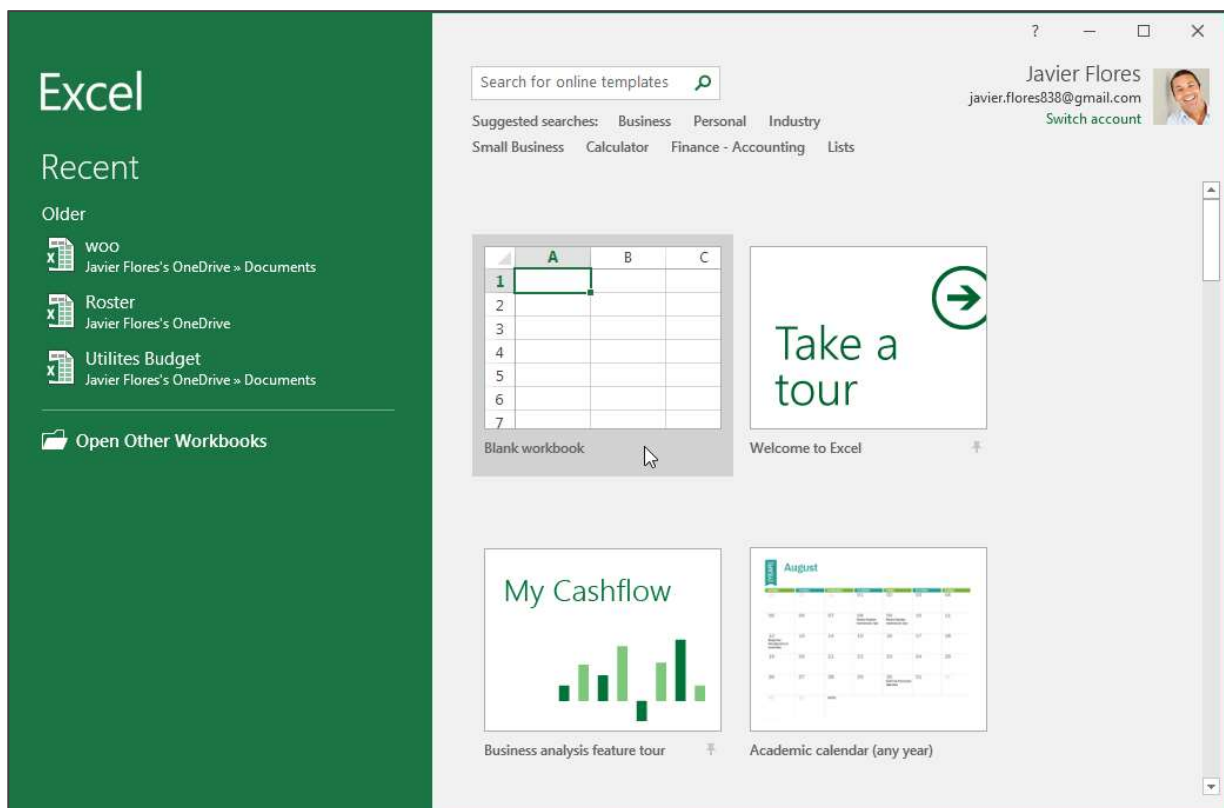 ?
Excel
Recent
Older
woo
Javier Flores's OneDrive » Documents
Roster
Javier Flores's OneDrive
Utilites Budget
Javier Flores's OneDrive » Documents
Open Other Workbooks
Search for online templates
Javier Flores
javier.flores838@gmail.com
Switch account
Suggested searches: Business Personal Industry
Small Business Calculator Finance - Accounting Lists
A B C
1
2
3
4
5
6
7
Blank workbook
Take a
tour
Welcome to Excel
My Cashflow
Business analysis feature tour
August
Academic calendar (any year)